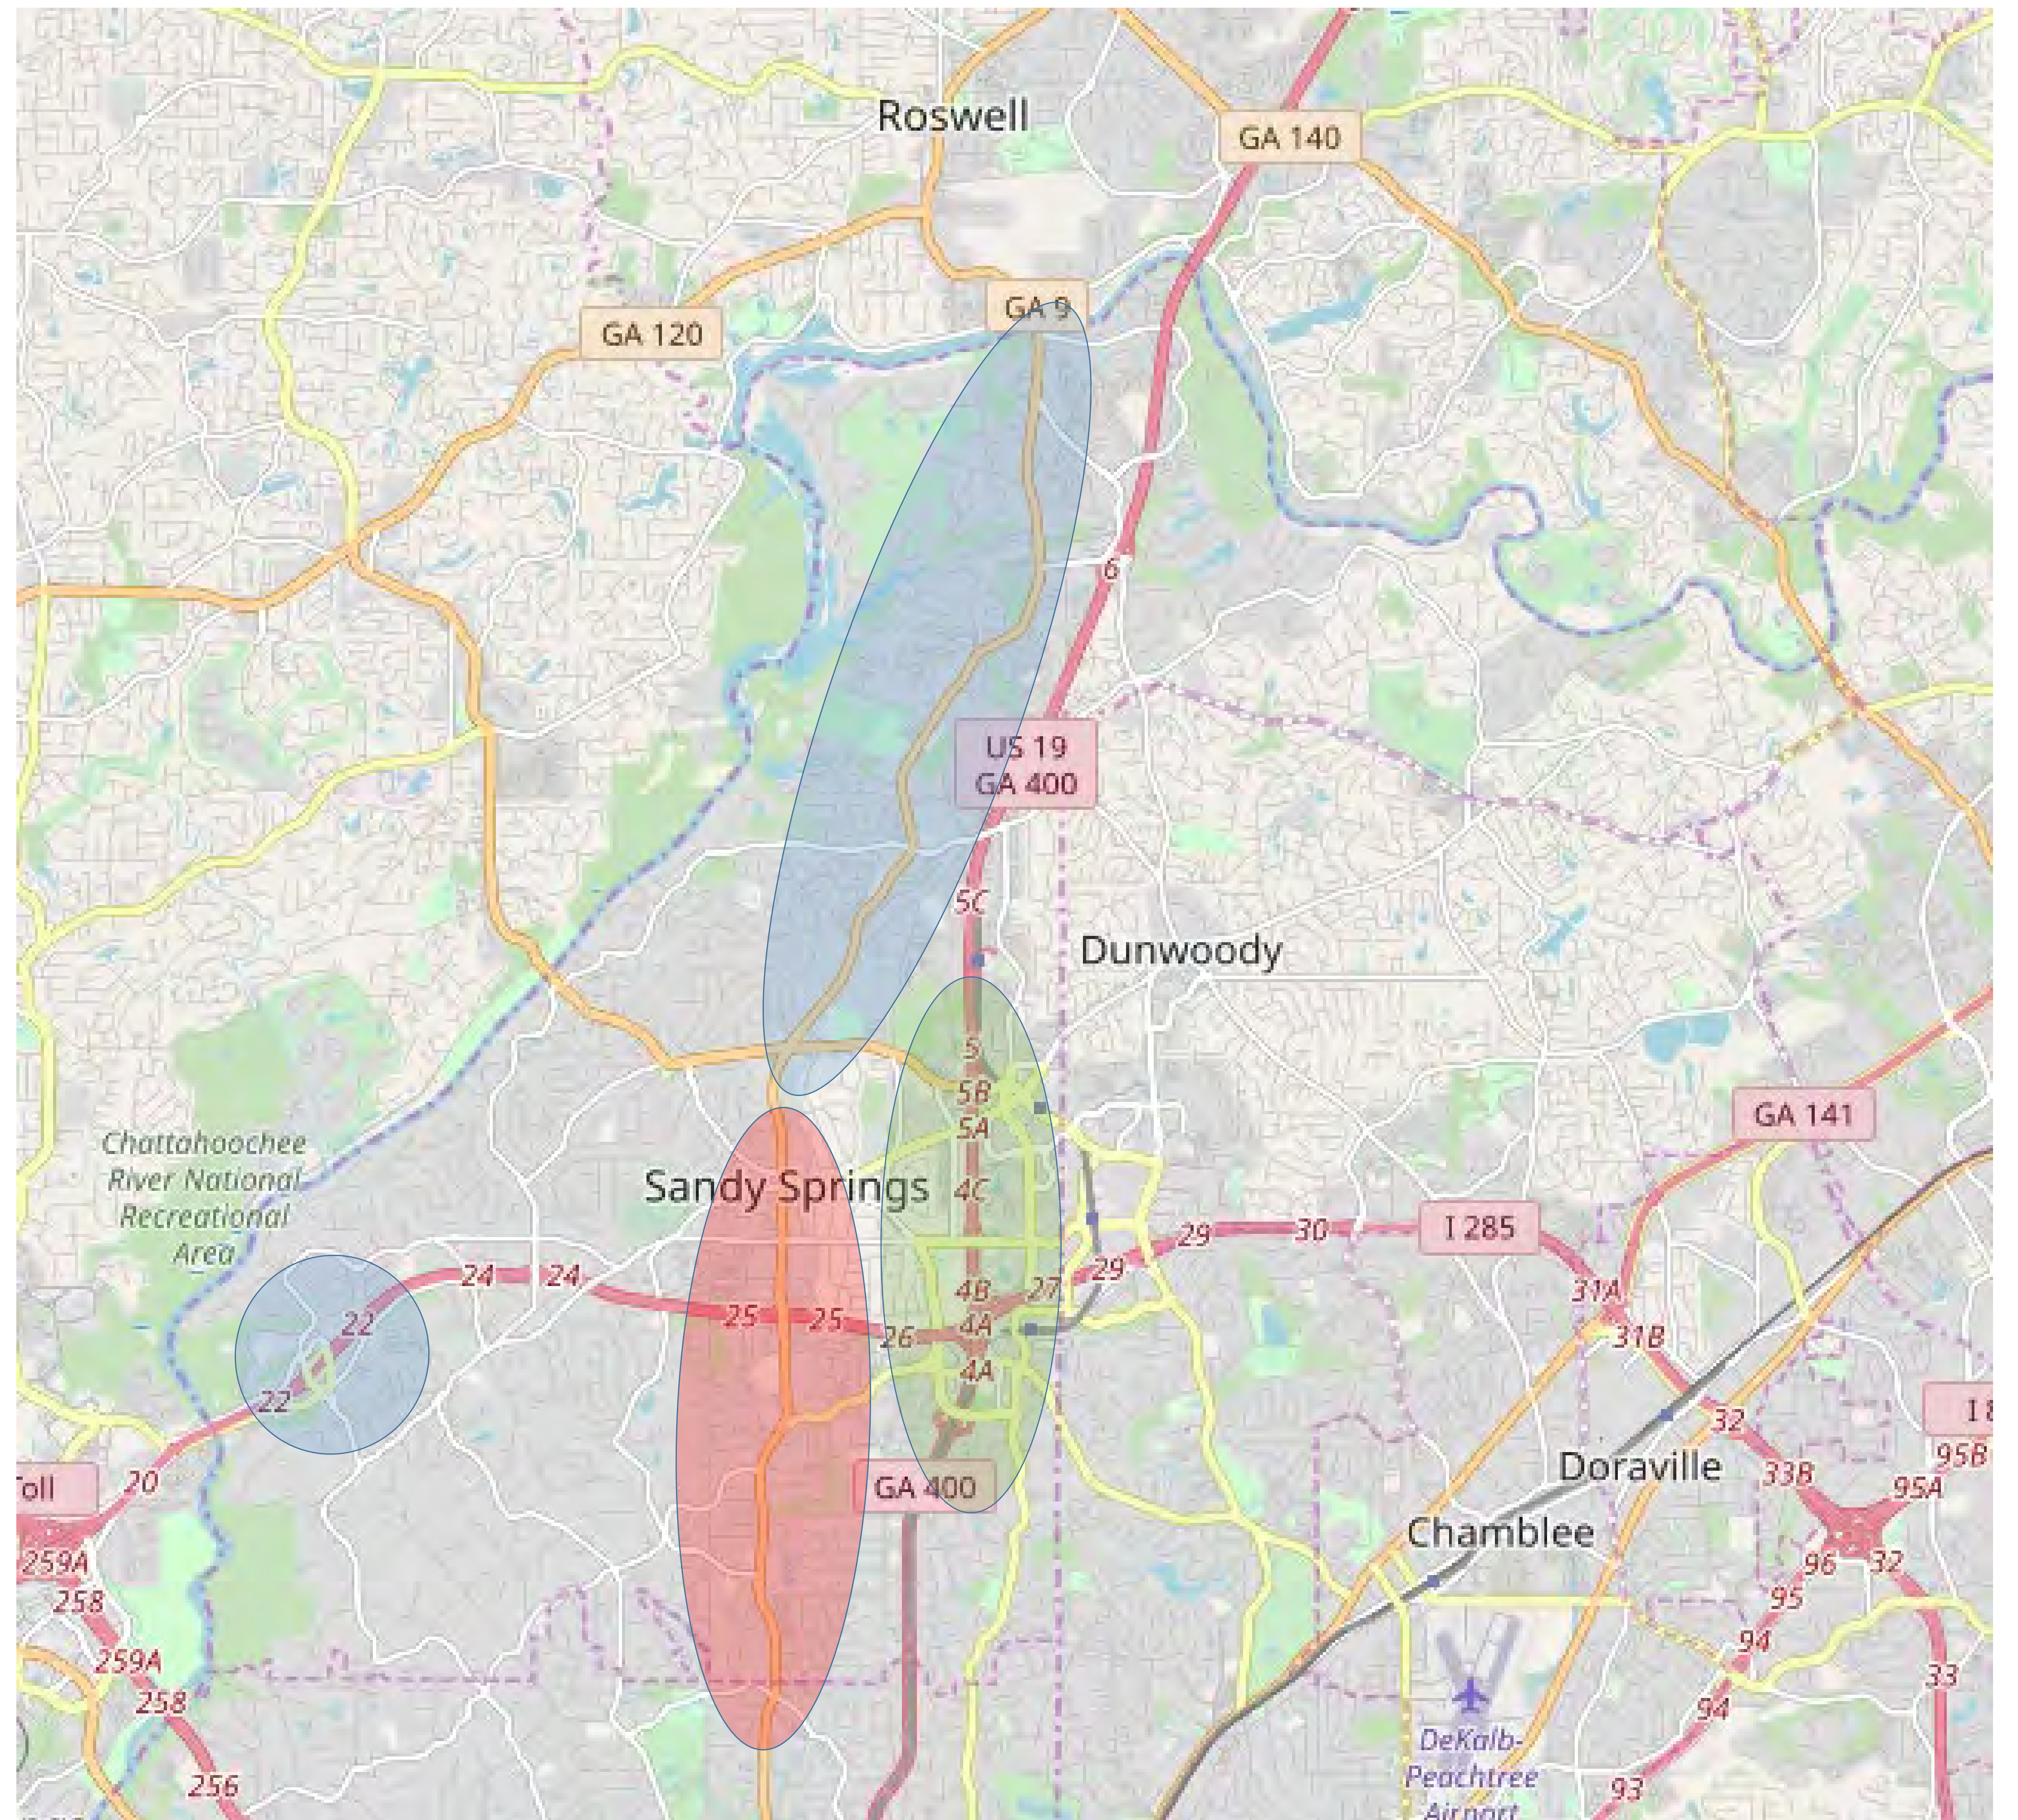 Roswell
GA 140
GA 9
GA 120
6
US 19
GA 400
5C
Dunwoody
5
5B
5A
GA 141
Chattahoochee
River National
Recreational
Area
Sandy Springs
4C
29
30
I 285
24
24
29
22
25
25
4B
27
31A
26
4A
31B
4A
22
32
20
Toll
GA 400
Doraville
33B
95B
95A
Chamblee
259A
96
32
258
95
259A
94
33
258
94
DeKalb-
Peachtree
Airport
256
93